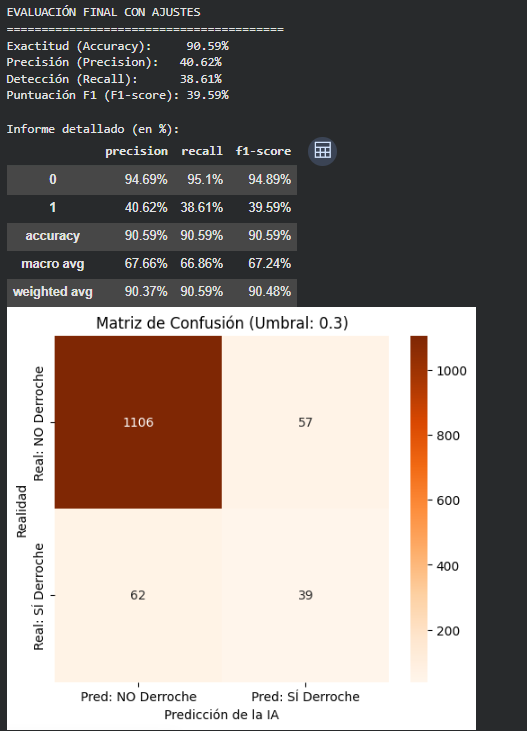 EVALUACIÓN FINAL CON AJUSTES
========================================
Exactitud (Accuracy): 90.59%
Precisión (Precision): 40.62%
Detección (Recall): 38.61%
Puntuación F1 (F1-score): 39.59%
Informe detallado (en %):
precision recall f1-score
0 94.69% 95.1% 94.89%
1 40.62% 38.61% 39.59%
accuracy 90.59% 90.59% 90.59%
macro avg 67.66% 66.86% 67.24%
weighted avg 90.37% 90.59% 90.48%
Matriz de Confusión (Umbral: 0.3)
Realidad
Real: NO Derroche
1106 57
Real: SÍ Derroche
62 39
Pred: NO Derroche Pred: SÍ Derroche
Predicción de la IA
1000
800
600
400
200